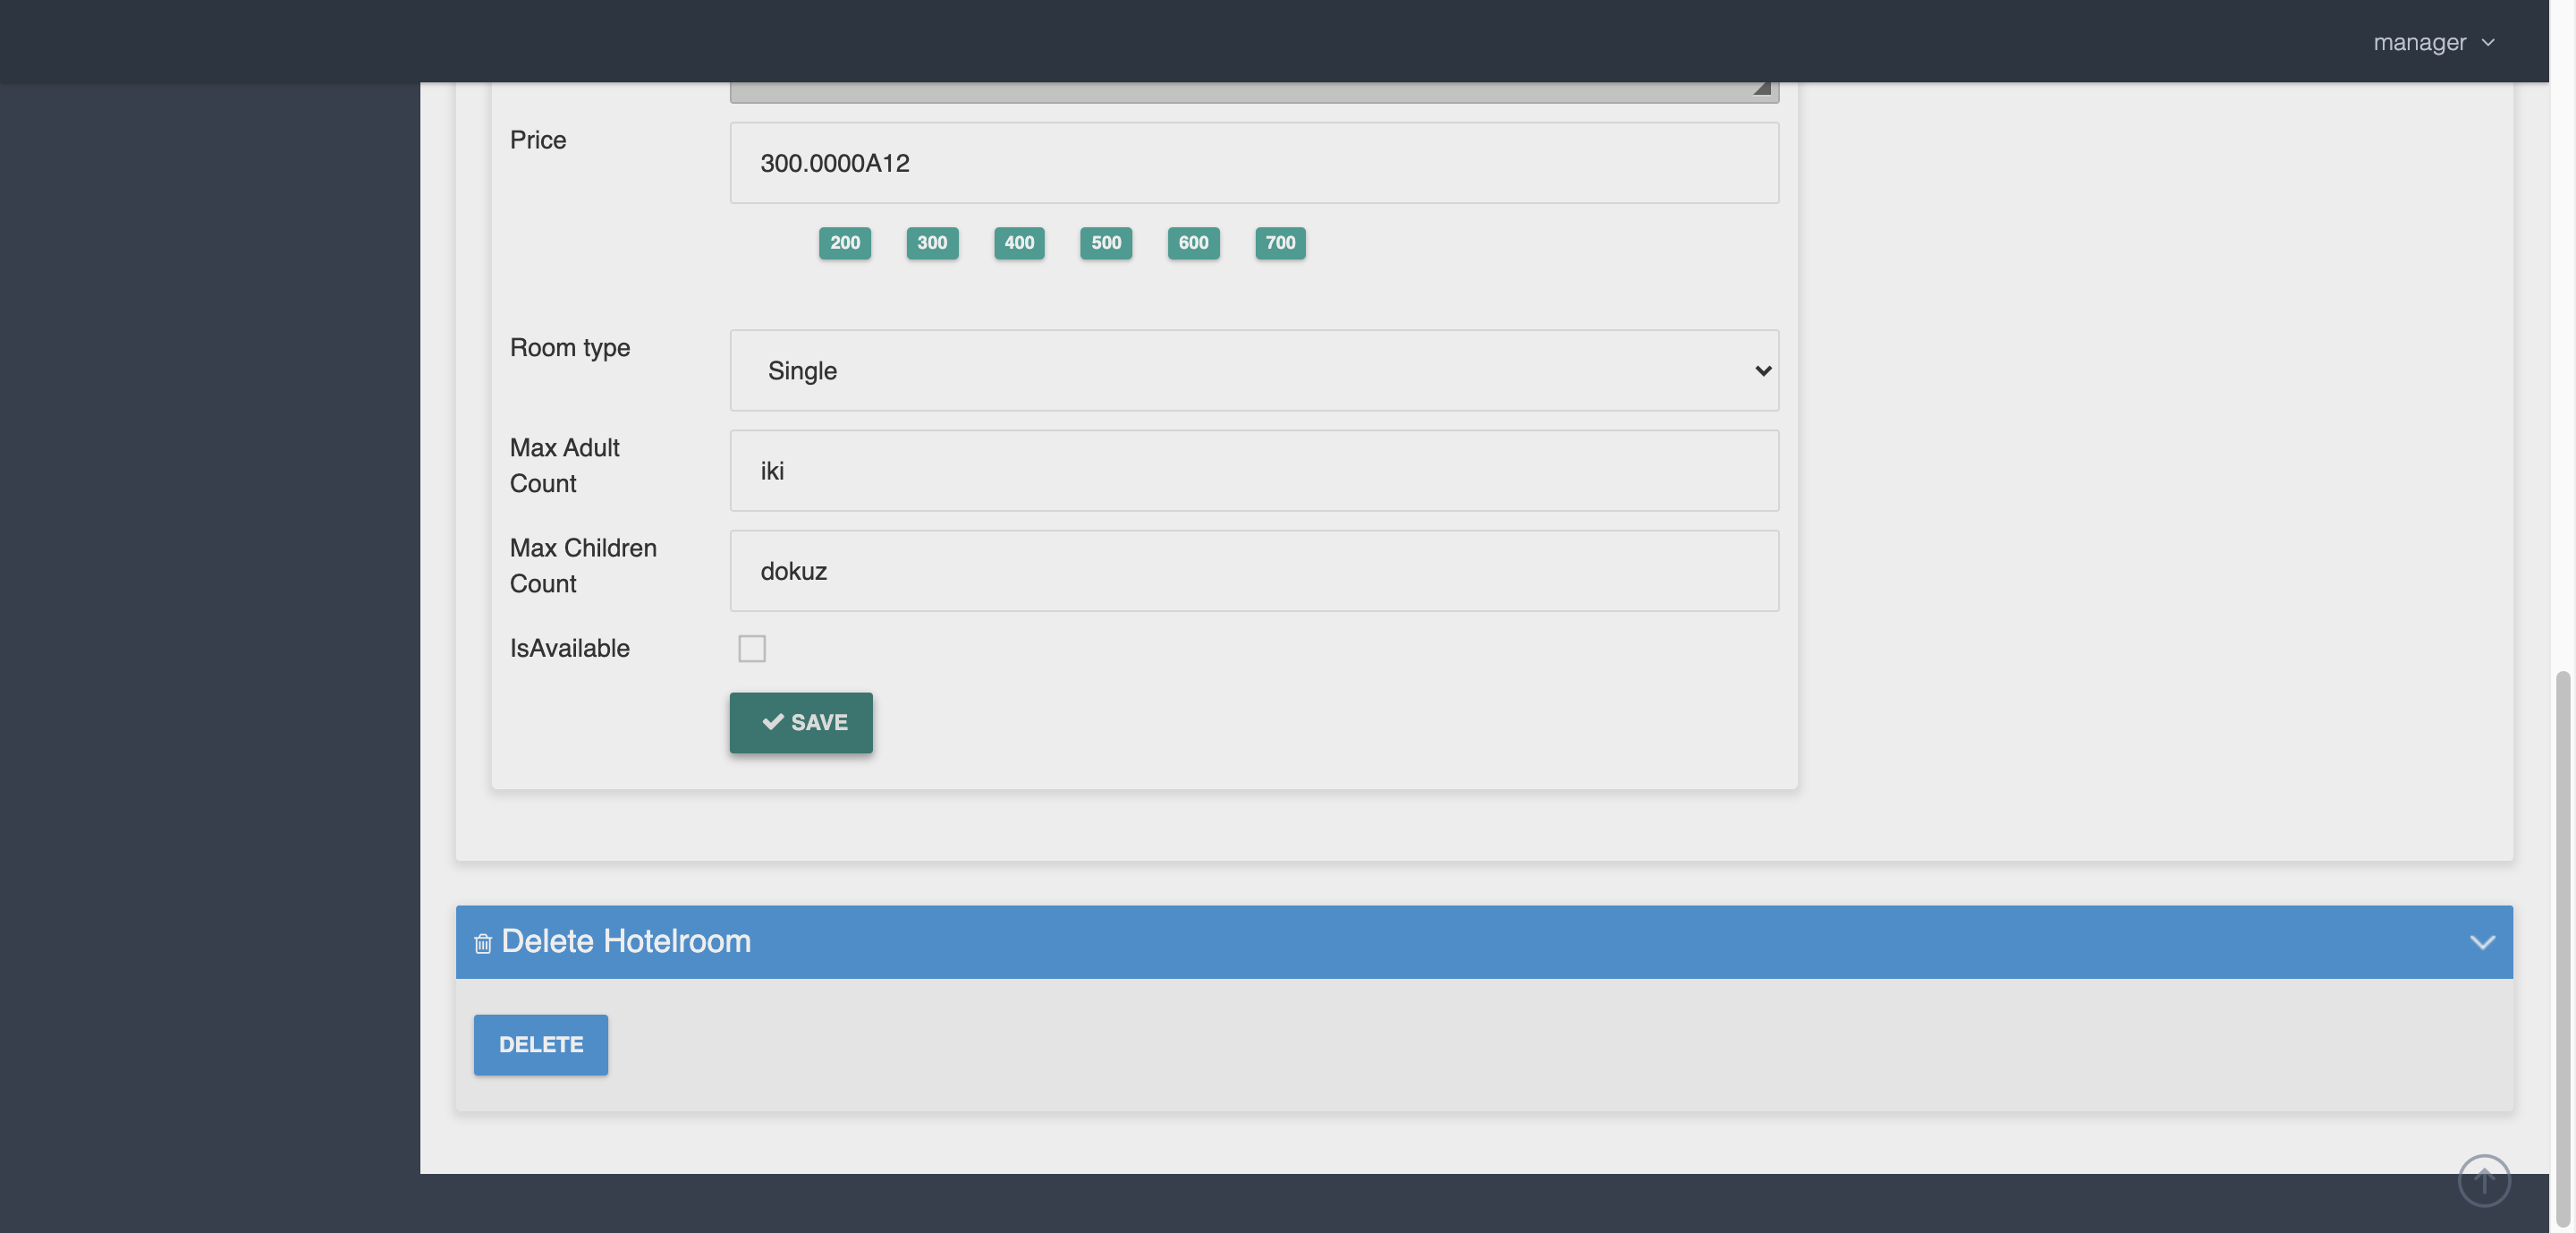 manager
Price
300.0000A12
200 300 400 500 600 700
Room type
Single
Max Adult
Count
iki
Max Children
Count
dokuz
IsAvailable
SAVE
Delete Hotelroom
DELETE